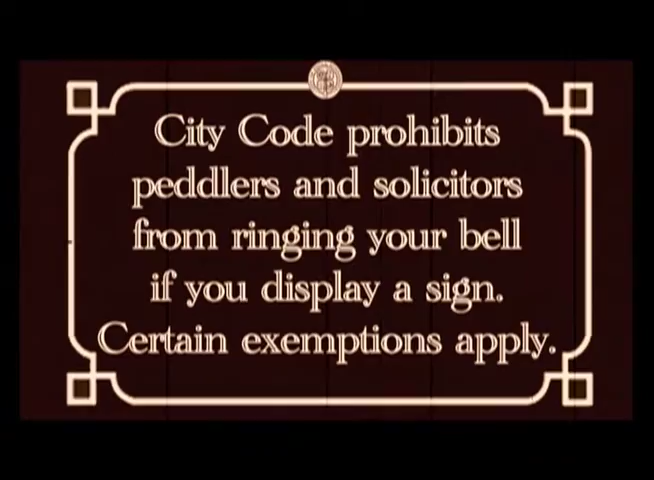 City Code prohibits
peddlers and solicitors
from ringing your bell
if you display a sign.
Certain exemptions apply.